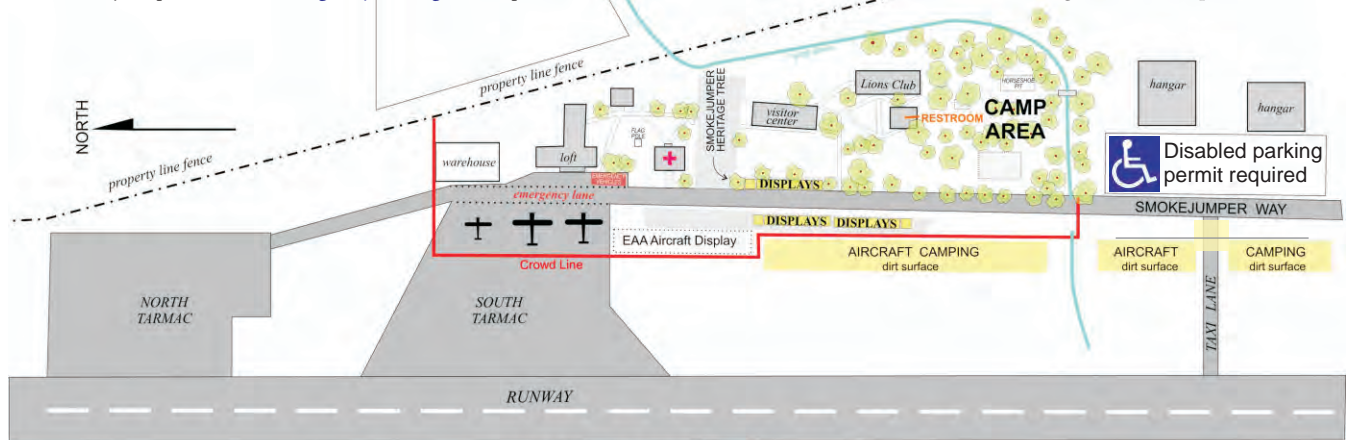 property line fence
NORTH
property line fence
warehouse
loft
FLAG
POLE
EMERGENCY
VEHICLES
emergency lane
SMOKEJUMPER
HERITAGE TREE
visitor
center
Lions Club
RESTROOM
HORSESHOE
PIT
CAMP
AREA
hangar
hangar
Disabled parking
permit required
DISPLAYS
SMOKEJUMPER WAY
DISPLAYS DISPLAYS
EAA Aircraft Display
Crowd Line
AIRCRAFT CAMPING
dirt surface
AIRCRAFT
dirt surface
CAMPING
dirt surface
NORTH
TARMAC
SOUTH
TARMAC
TAXI LANE
RUNWAY